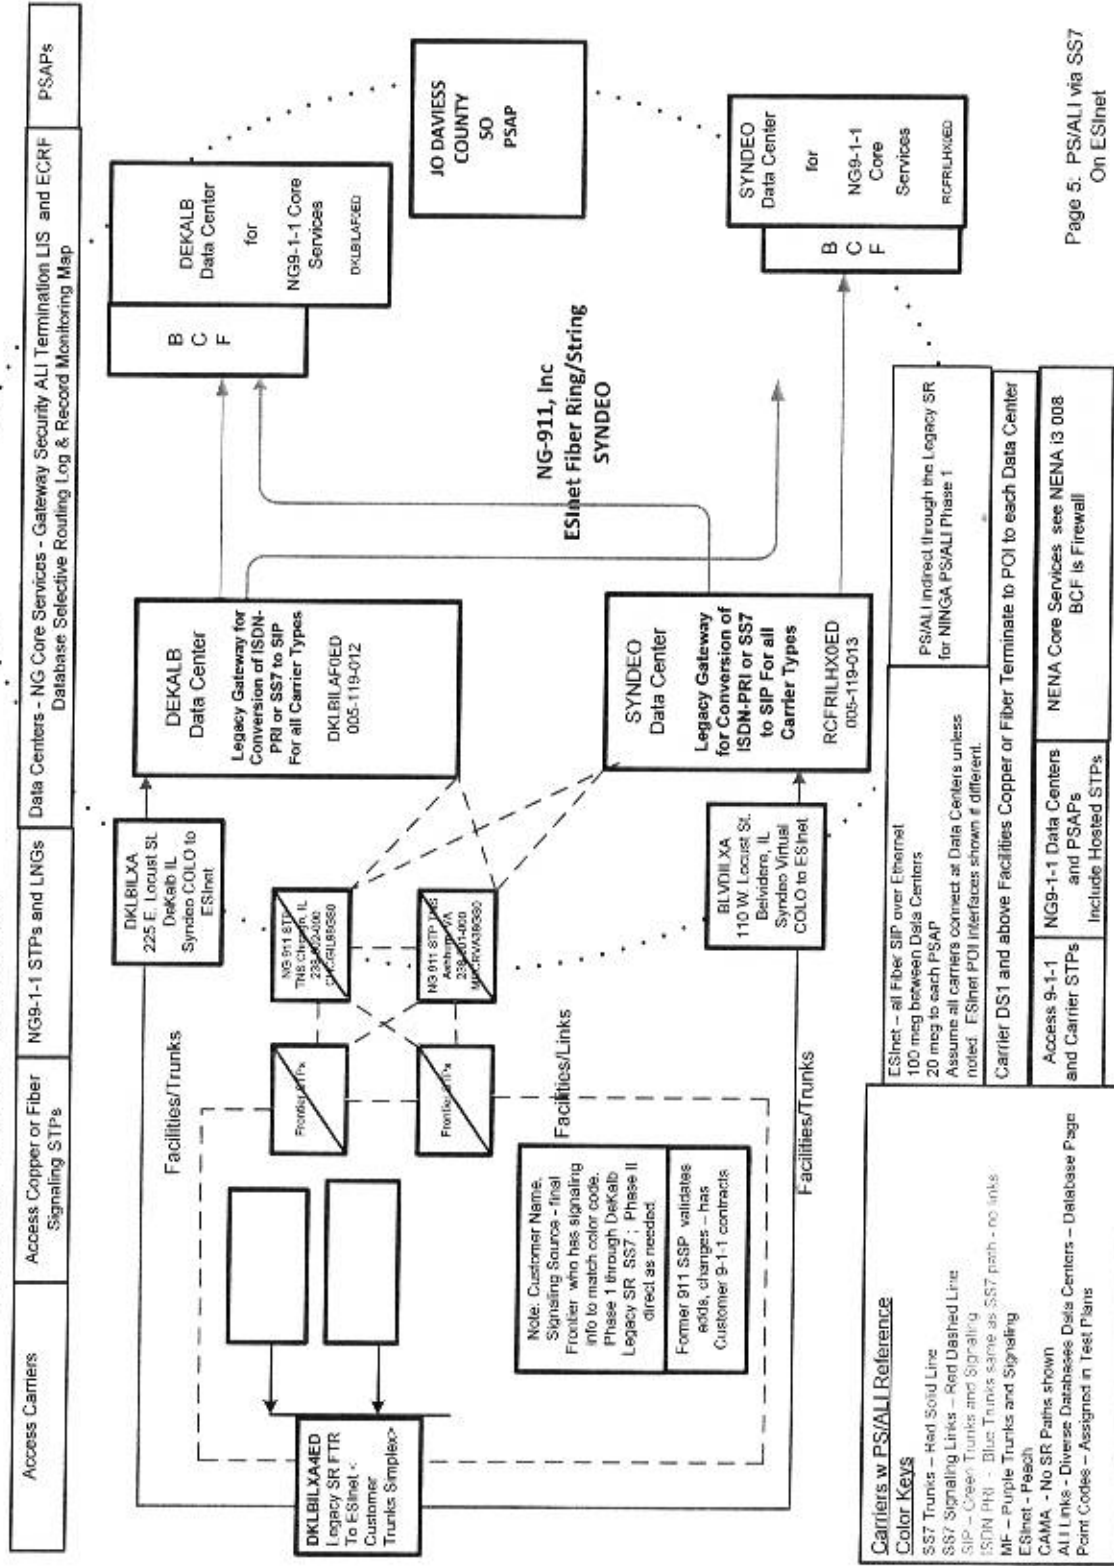 Access Carriers
Access Copper or Fiber
Signaling STPs
NG9-1-1 STPs and LNGs
Data Centers - NG Core Services - Gateway Security ALI Termination LIS and ECRF
Database Selective Routing Log & Record Monitoring Map
PSAPs
DKLBILXA4ED
Legacy SR FTR
To ESInet <
Customer
Trunks Simplex>
Facilities/Trunks
Frontier STPs
Frontier STPs
Facilities/Links
Facilities/Trunks
Note: Customer Name,
Signaling Source - final
Frontier who has signaling
info to match color code.
Phase 1 through DeKalb
Legacy SR SS7 ; Phase II
direct as needed.
Former 911 SSP validates
adds, changes – has
Customer 9-1-1 contracts
DKLBILXA
225 E. Locust St.
DeKalb IL
Syndeo COLO to
ESInet
NG 911 STP
NG 911 STP
BLVDILXA
110 W. Locust St.
Belvidere, IL
Syndeo Virtual
COLO to ESInet
DEKALB
Data Center
Legacy Gateway for
Conversion of ISDN-
PRI or SS7 to SIP
For all Carrier Types
DKLBILAF0ED
005-119-012
SYNDEO
Data Center
Legacy Gateway
for Conversion of
ISDN-PRI or SS7
to SIP For all
Carrier Types
RCFRILHX0ED
005-119-013
NG-911, Inc
ESInet Fiber Ring/String
SYNDEO
B
C
F
DEKALB
Data Center
for
NG9-1-1 Core
Services
DKLBILAF0ED
JO DAVIESS
COUNTY
SO
PSAP
B
C
F
SYNDEO
Data Center
for
NG9-1-1
Core
Services
RCFRILHX0ED
Carriers w PS/ALI Reference
Color Keys
SS7 Trunks – Red Solid Line
SS7 Signaling Links – Red Dashed Line
SIP – Green Trunks and Signaling
ISDN PRI - Blue Trunks same as SS7 path - no links
MF – Purple Trunks and Signaling
ESInet - Peach
CAMA - No SR Paths shown
ALI Links - Diverse Databases Data Centers – Database Page
Point Codes – Assigned in Test Plans
ESInet – all Fiber SIP over Ethernet
100 meg between Data Centers
20 meg to each PSAP
Assume all carriers connect at Data Centers unless
noted. ESInet POI interfaces shown if different.
PS/ALI indirect through the Legacy SR
for NINGA PS/ALI Phase 1
Carrier DS1 and above Facilities Copper or Fiber Terminate to POI to each Data Center
Access 9-1-1
and Carrier STPs
NG9-1-1 Data Centers
and PSAPs
Include Hosted STPs
NENA Core Services see NENA i3 008
BCF is Firewall
Page 5: PS/ALI via SS7
On ESInet